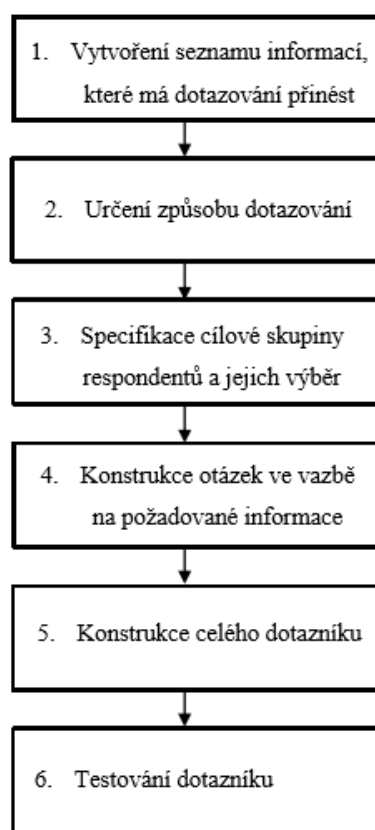 1. Vytvoření seznamu informací,
které má dotazování přinést
2. Určení způsobu dotazování
3. Specifikace cílové skupiny
respondentů a jejich výběr
4. Konstrukce otázek ve vazbě
na požadované informace
5. Konstrukce celého dotazníku
6. Testování dotazníku